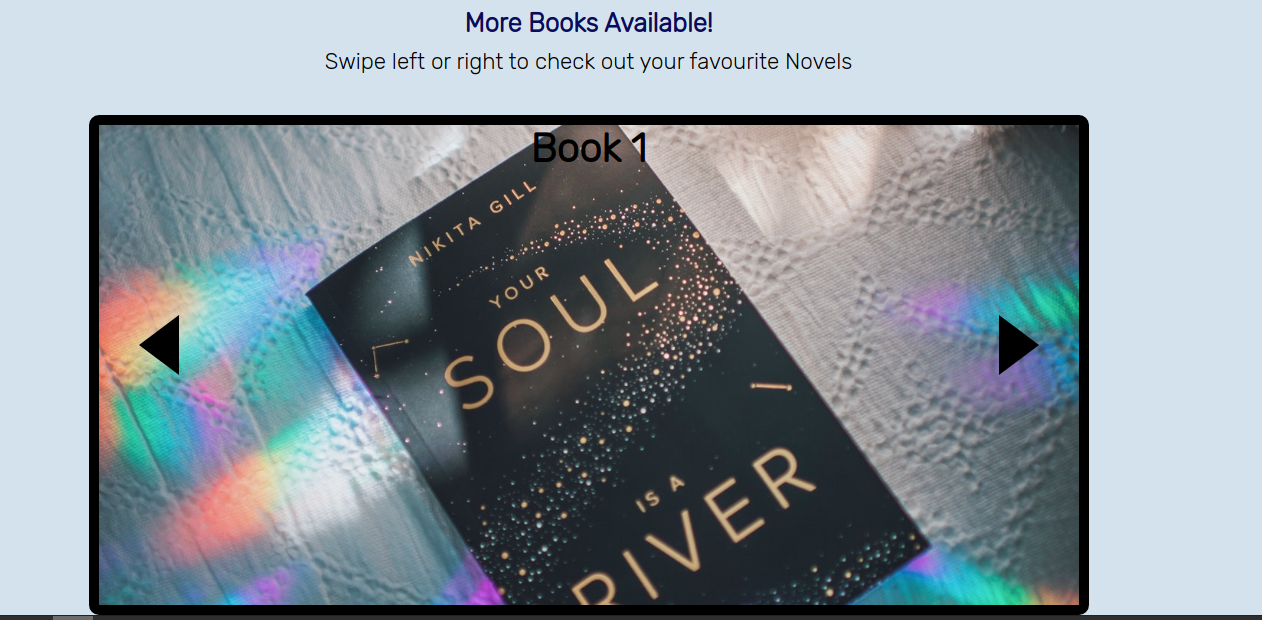 More Books Available!
Swipe left or right to check out your favourite Novels
Book 1
NIKITA GILL
YOUR
SOUL
IS A
RIVER